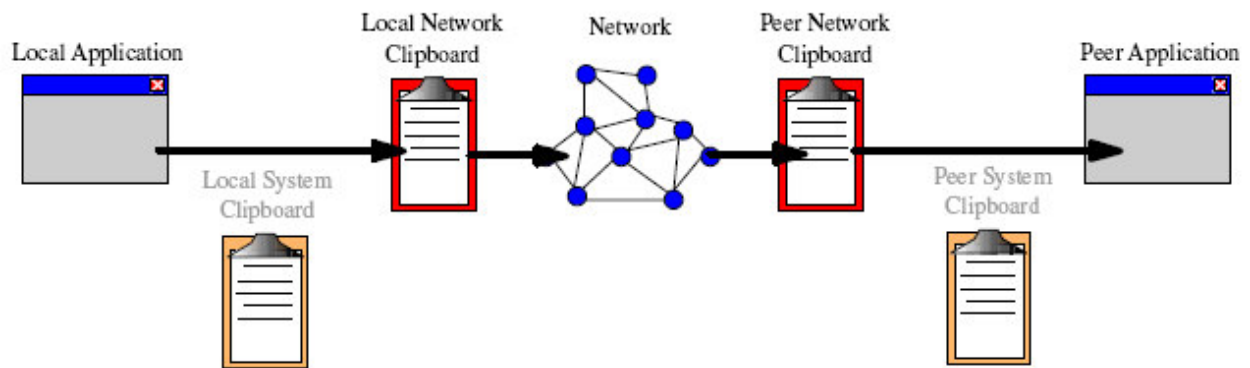 Local Application
Local Network
Clipboard
Network
Peer Network
Clipboard
Peer Application
Local System
Clipboard
Peer System
Clipboard